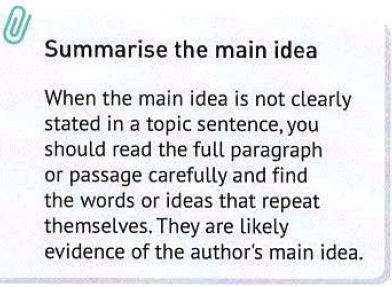 Summarise the main idea
When the main idea is not clearly
stated in a topic sentence, you
should read the full paragraph
or passage carefully and find
the words or ideas that repeat
themselves. They are likely
evidence of the author's main idea.